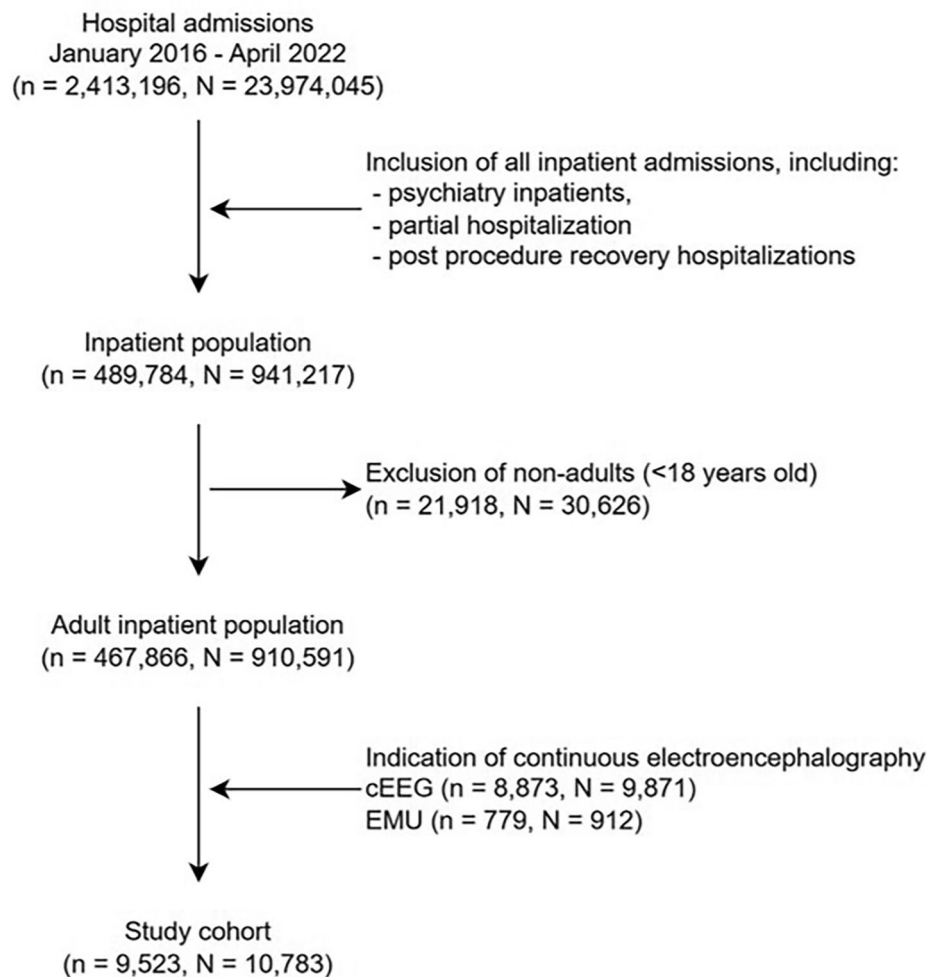 Hospital admissions
January 2016 - April 2022
(n = 2,413,196, N = 23,974,045)
Inclusion of all inpatient admissions, including:
- psychiatry inpatients,
- partial hospitalization
- post procedure recovery hospitalizations
Inpatient population
(n = 489,784, N = 941,217)
Exclusion of non-adults (<18 years old)
(n = 21,918, N = 30,626)
Adult inpatient population
(n = 467,866, N = 910,591)
Indication of continuous electroencephalography
cEEG (n = 8,873, N = 9,871)
EMU (n = 779, N = 912)
Study cohort
(n = 9,523, N = 10,783)